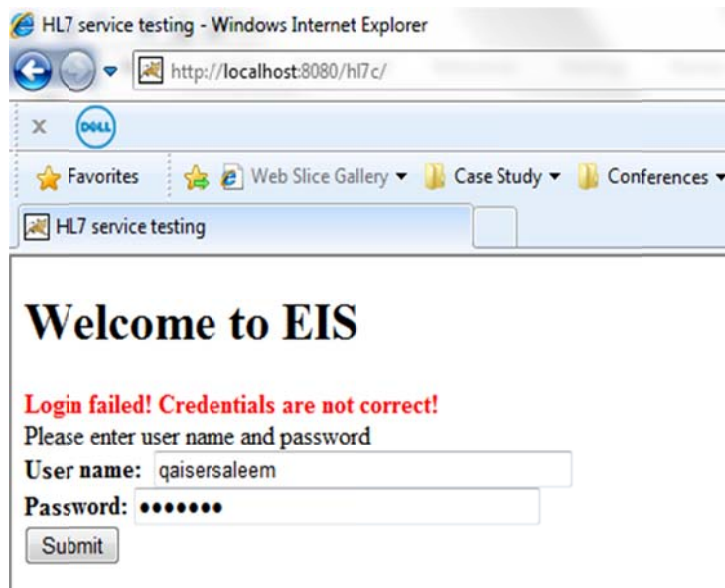 HL7 service testing - Windows Internet Explorer
http://localhost:8080/hl7c/
x DELL
Favorites Web Slice Gallery Case Study Conferences
HL7 service testing
Welcome to EIS
Login failed! Credentials are not correct!
Please enter user name and password
User name: qaisersaleem
Password: •••••••
Submit